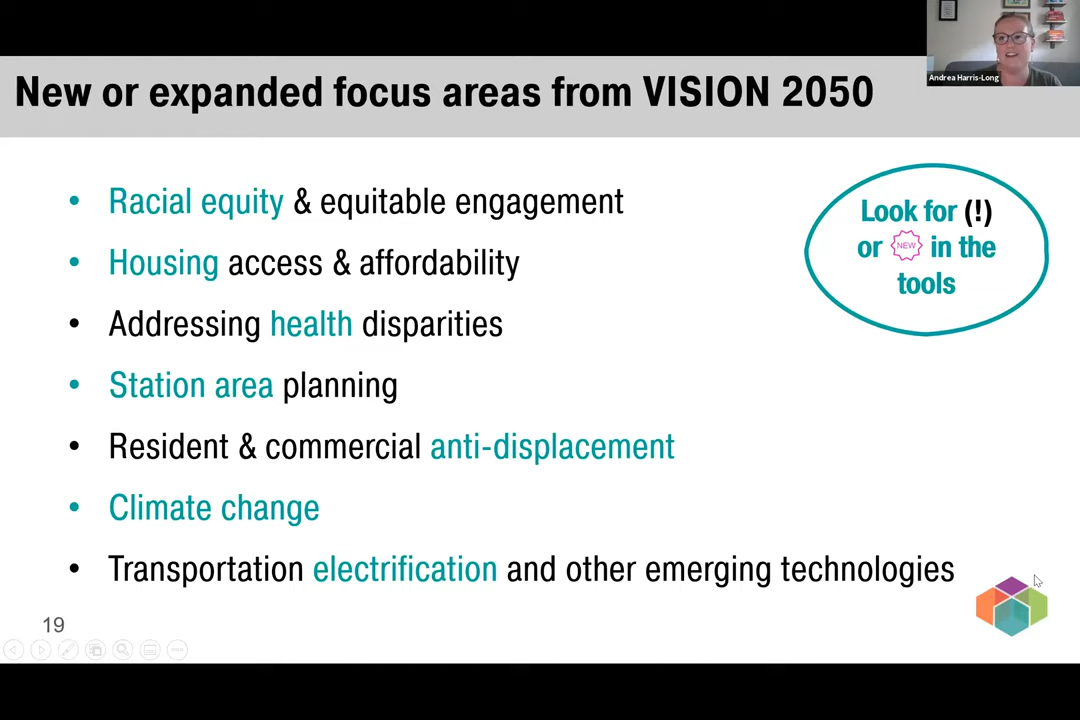 Andrea Harris-Long
New or expanded focus areas from VISION 2050
• Racial equity & equitable engagement
• Housing access & affordability
• Addressing health disparities
• Station area planning
• Resident & commercial anti-displacement
• Climate change
• Transportation electrification and other emerging technologies
Look for (!)
or NEW in the
tools
19